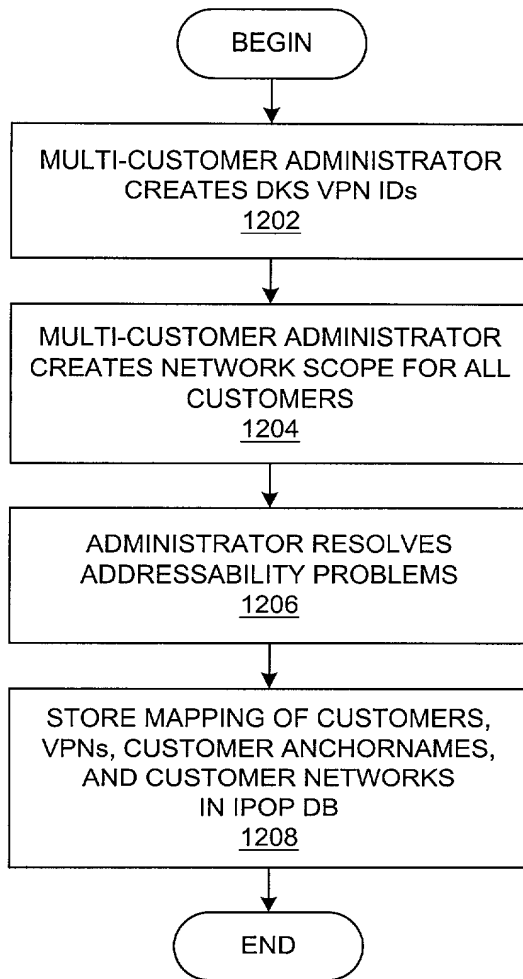 BEGIN
MULTI-CUSTOMER ADMINISTRATOR
CREATES DKS VPN IDs
1202
MULTI-CUSTOMER ADMINISTRATOR
CREATES NETWORK SCOPE FOR ALL
CUSTOMERS
1204
ADMINISTRATOR RESOLVES
ADDRESSABILITY PROBLEMS
1206
STORE MAPPING OF CUSTOMERS,
VPNs, CUSTOMER ANCHORNAMES,
AND CUSTOMER NETWORKS
IN IPOP DB
1208
END